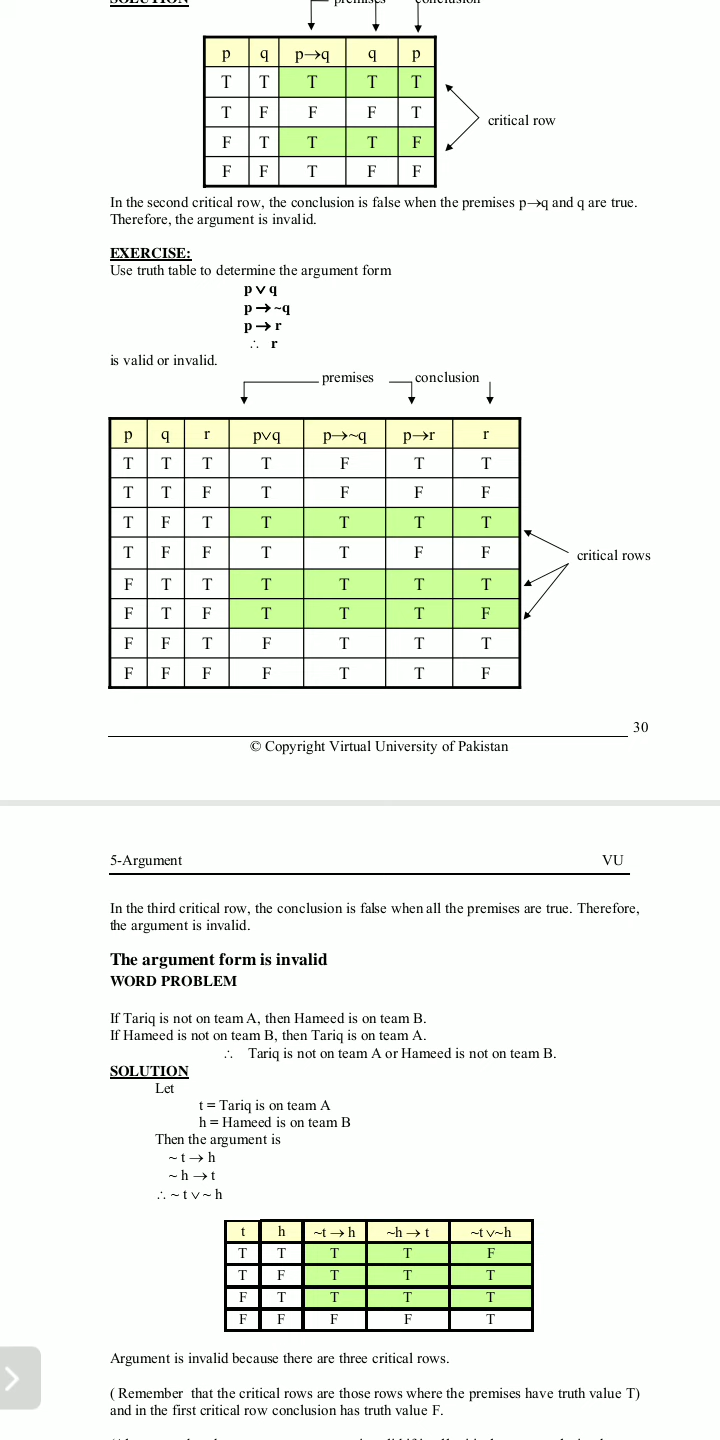 SOLUTION
premises conclusion
p q p→q q p
T T T T T
T F F F T
F T T T F
F F T F F
critical row
In the second critical row, the conclusion is false when the premises p→q and q are true.
Therefore, the argument is invalid.
EXERCISE:
Use truth table to determine the argument form
p ∨ q
p → ~q
p → r
∴ r
is valid or invalid.
premises conclusion
p q r p∨q p→~q p→r r
T T T T F T T
T T F T F F F
T F T T T T T
T F F T T F F
F T T T T T T
F T F T T T F
F F T F T T T
F F F F T T F
critical rows
30
© Copyright Virtual University of Pakistan
5-Argument VU
In the third critical row, the conclusion is false when all the premises are true. Therefore,
the argument is invalid.
The argument form is invalid
WORD PROBLEM
If Tariq is not on team A, then Hameed is on team B.
If Hameed is not on team B, then Tariq is on team A.
∴ Tariq is not on team A or Hameed is not on team B.
SOLUTION
Let
t = Tariq is on team A
h = Hameed is on team B
Then the argument is
~ t → h
~ h → t
∴ ~ t ∨ ~ h
t h ~t → h ~h → t ~t ∨~h
T T T T F
T F T T T
F T T T T
F F F F T
Argument is invalid because there are three critical rows.
( Remember that the critical rows are those rows where the premises have truth value T)
and in the first critical row conclusion has truth value F.